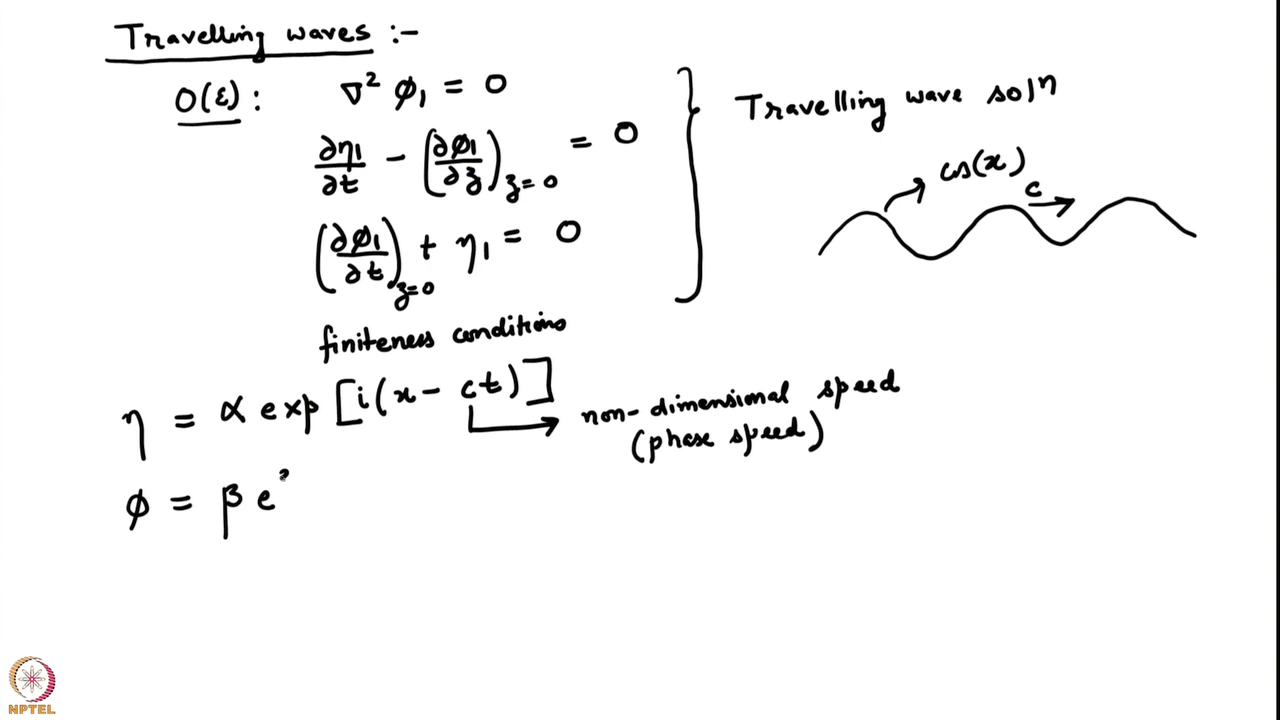 Travelling waves :-
O(ε) : ∇² φ₁ = 0
∂η₁/∂t − (∂φ₁/∂z)_{z=0} = 0
(∂φ₁/∂t)_{z=0} + η₁ = 0
finiteness conditions
Travelling wave solⁿ
cos(x)
c
η = α exp [i(x − ct)]
non-dimensional speed
(phase speed)
φ = β e
NPTEL